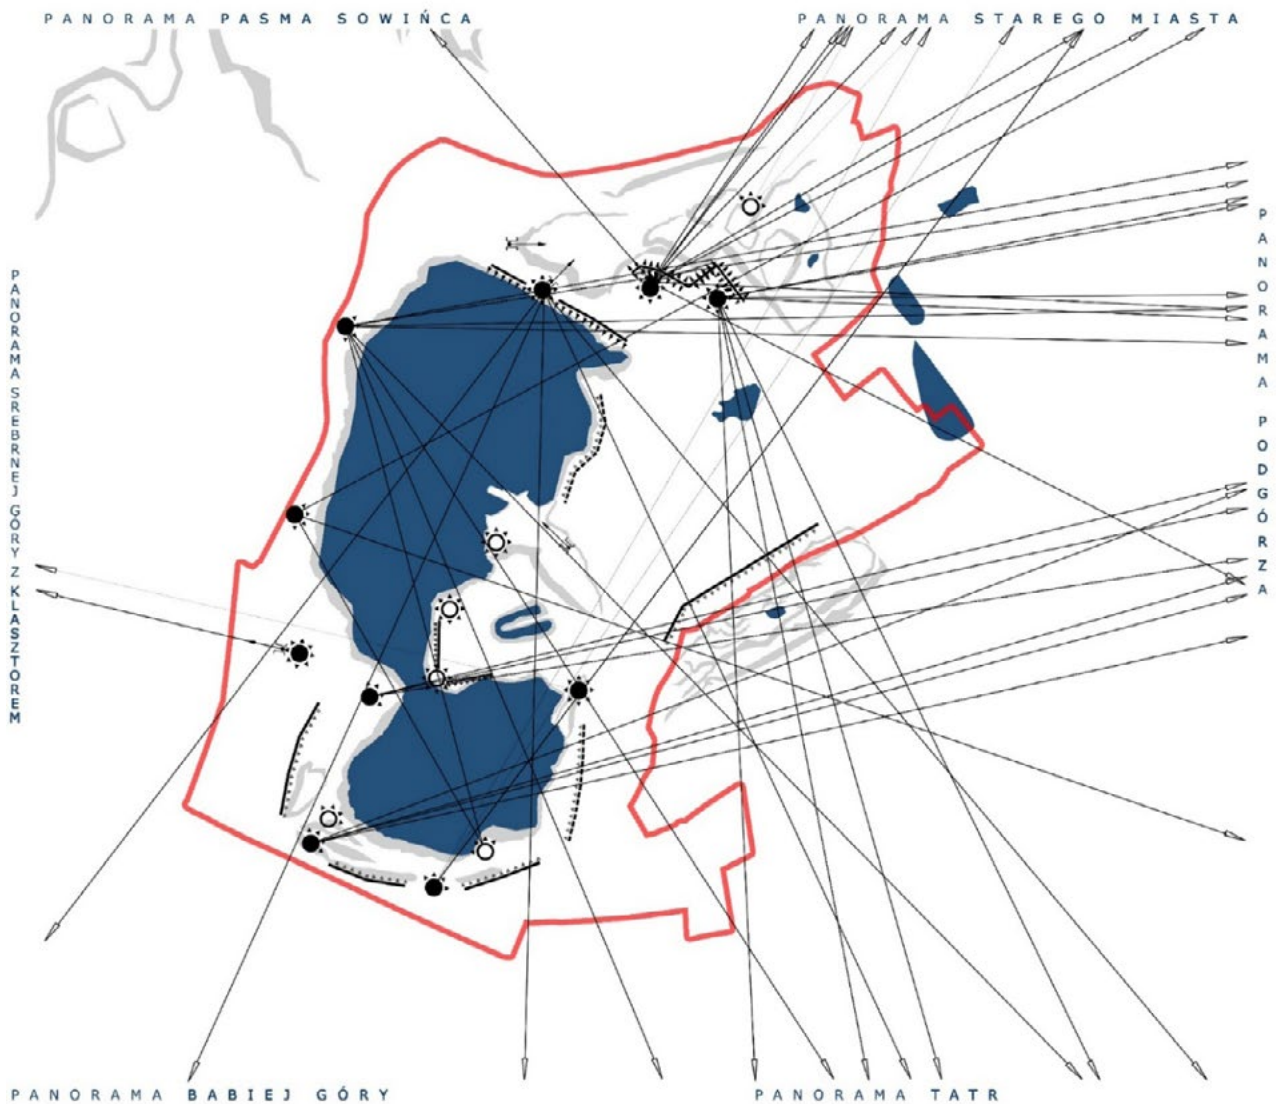 PANORAMA PASMA SOWIŃCA
PANORAMA STAREGO MIASTA
PANORAMA SREBRNEJ GÓRY Z KLASZTOREM
PANORAMA PODGÓRZA
PANORAMA BABIEJ GÓRY
PANORAMA TATR